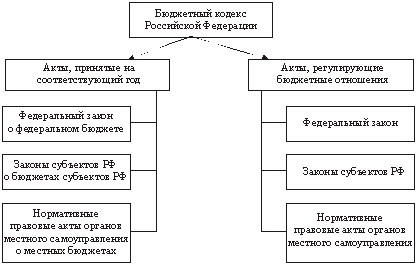 Бюджетный кодекс
Российской Федерации
Акты, принятые на
соответствующий год
Федеральный закон
о федеральном бюджете
Законы субъектов РФ
о бюджетах субъектов РФ
Нормативные
правовые акты органов
местного самоуправления
о местных бюджетах
Акты, регулирующие
бюджетные отношения
Федеральный закон
Законы субъектов РФ
Нормативные
правовые акты органов
местного самоуправления